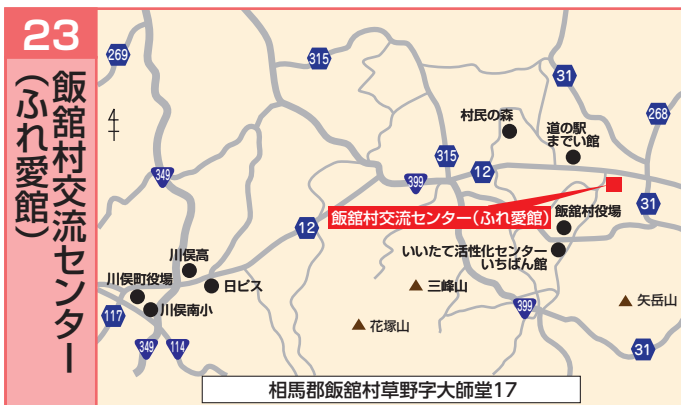 23
飯舘村交流センター
(ふれ愛館)
269
315
12
31
268
4
村民の森
道の駅
までい館
315
12
349
399
飯舘村交流センター(ふれ愛館)
31
飯舘村役場
12
いいたて活性化センター
いちばん館
川俣高
川俣町役場
日ピス
三峰山
399
矢岳山
117
川俣南小
花塚山
349
114
31
相馬郡飯舘村草野字大師堂17